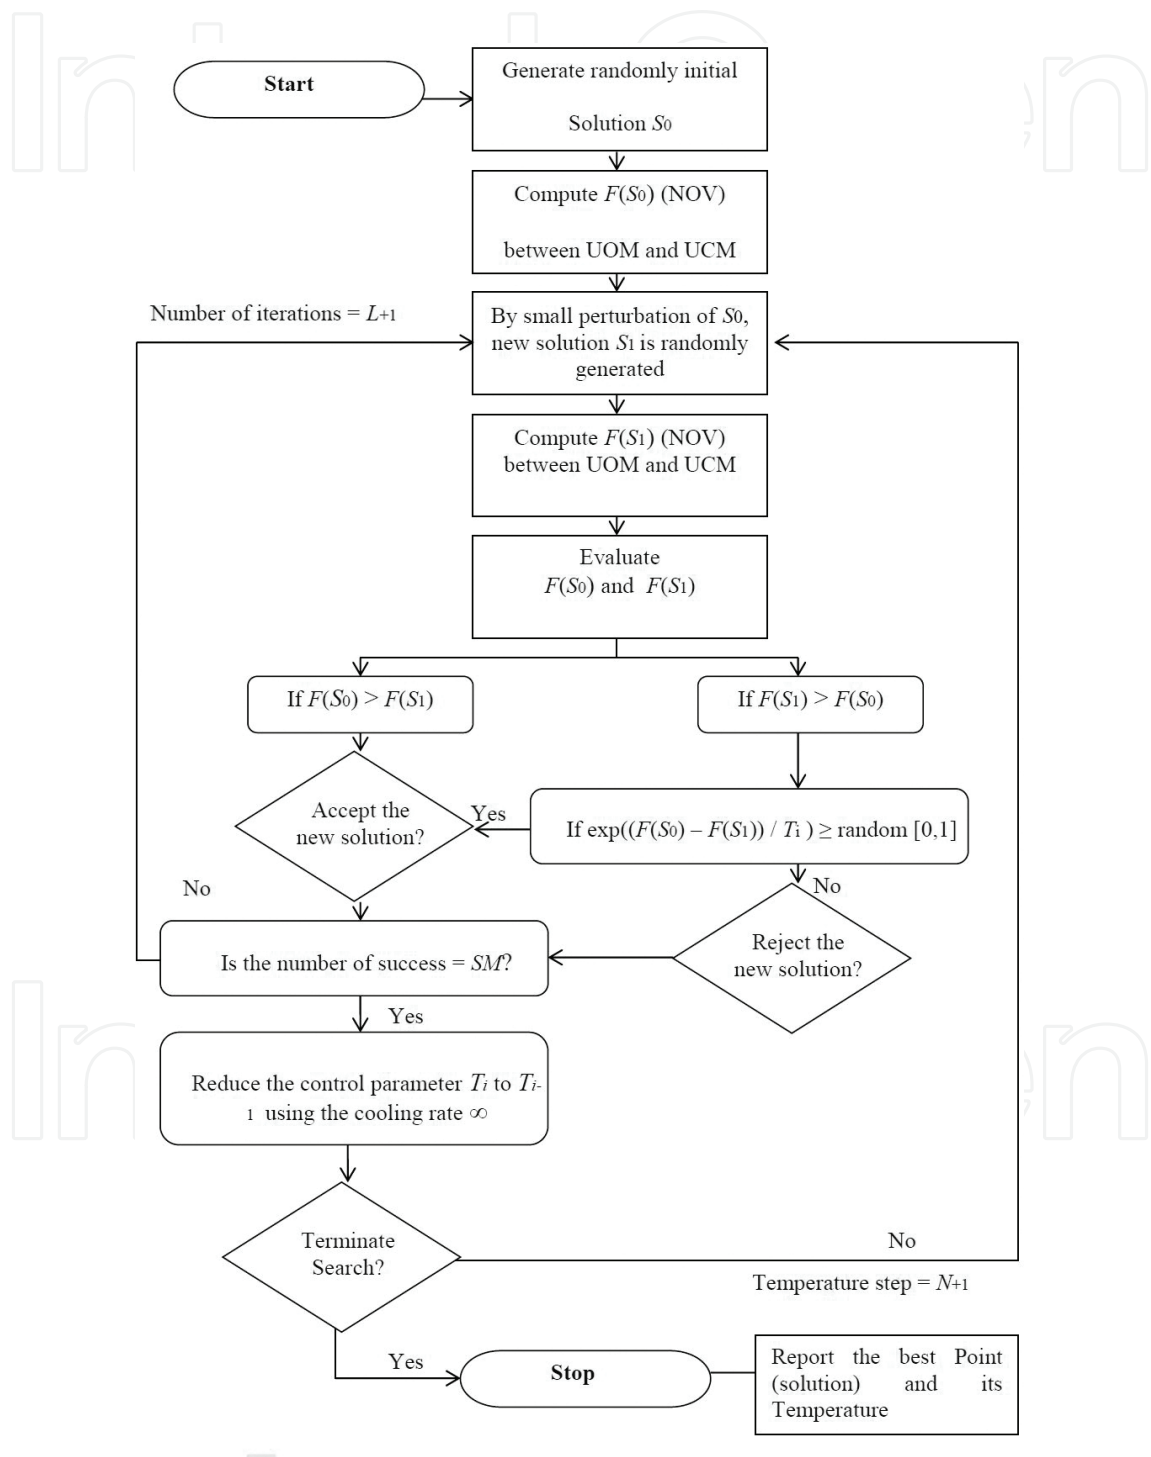 Start
Generate randomly initial
Solution S0
Compute F(S0) (NOV)
between UOM and UCM
Number of iterations = L+1
By small perturbation of S0,
new solution S1 is randomly
generated
Compute F(S1) (NOV)
between UOM and UCM
Evaluate
F(S0) and F(S1)
If F(S0) > F(S1)
If F(S1) > F(S0)
Accept the
new solution?
Yes
If exp((F(S0) – F(S1)) / Ti ) ≥ random [0,1]
No
No
Reject the
new solution?
Is the number of success = SM?
Yes
Reduce the control parameter Ti to Ti-
1 using the cooling rate ∞
Terminate
Search?
No
Temperature step = N+1
Yes
Stop
Report the best Point
(solution) and its
Temperature